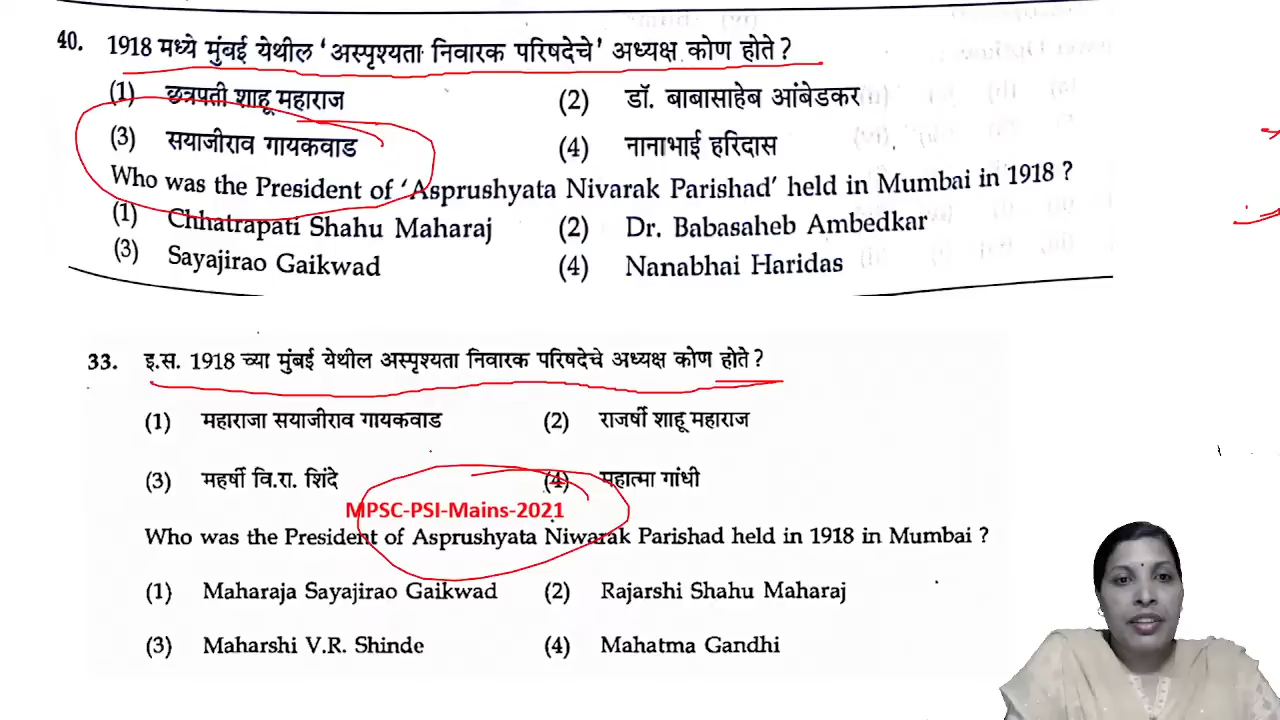 40. 1918 मध्ये मुंबई येथील ‘अस्पृश्यता निवारक परिषदेचे’ अध्यक्ष कोण होते ?
(1) छत्रपती शाहू महाराज (2) डॉ. बाबासाहेब आंबेडकर
(3) सयाजीराव गायकवाड (4) नानाभाई हरिदास
Who was the President of ‘Asprushyata Nivarak Parishad’ held in Mumbai in 1918 ?
(1) Chhatrapati Shahu Maharaj (2) Dr. Babasaheb Ambedkar
(3) Sayajirao Gaikwad (4) Nanabhai Haridas
33. इ.स. 1918 च्या मुंबई येथील अस्पृश्यता निवारक परिषदेचे अध्यक्ष कोण होते ?
(1) महाराजा सयाजीराव गायकवाड (2) राजर्षी शाहू महाराज
(3) महर्षी वि.रा. शिंदे (4) महात्मा गांधी
MPSC-PSI-Mains-2021
Who was the President of Asprushyata Niwarak Parishad held in 1918 in Mumbai ?
(1) Maharaja Sayajirao Gaikwad (2) Rajarshi Shahu Maharaj
(3) Maharshi V.R. Shinde (4) Mahatma Gandhi